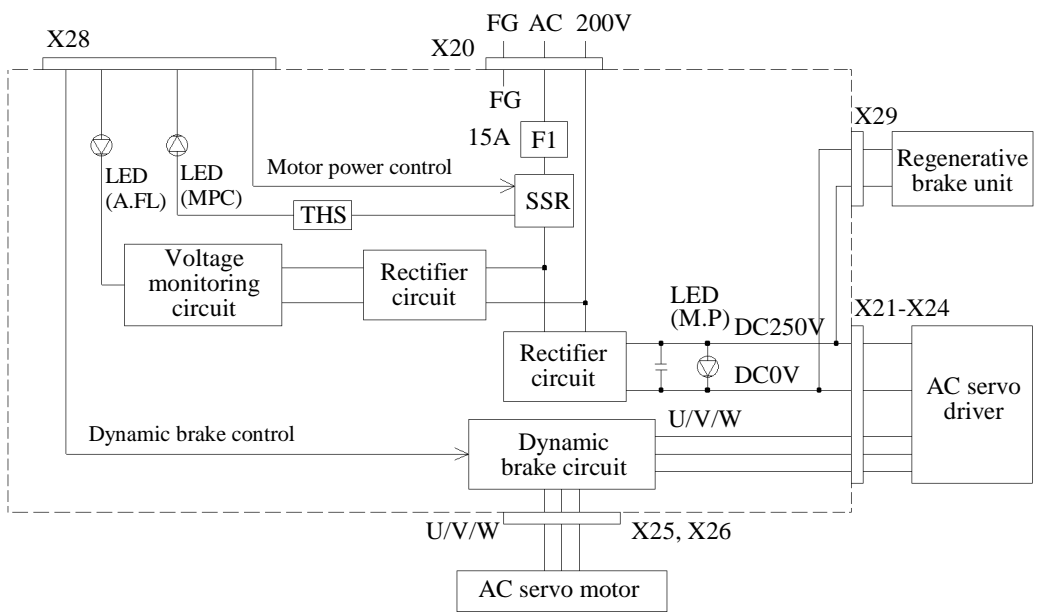 FG AC 200V
X28
X20
FG
15A
F1
X29
Regenerative
brake unit
LED
(A.FL)
LED
(MPC)
Motor power control
SSR
THS
Voltage
monitoring
circuit
Rectifier
circuit
LED
(M.P)
DC250V
X21-X24
Rectifier
circuit
DC0V
AC servo
driver
U/V/W
Dynamic brake control
Dynamic
brake circuit
U/V/W
X25, X26
AC servo motor